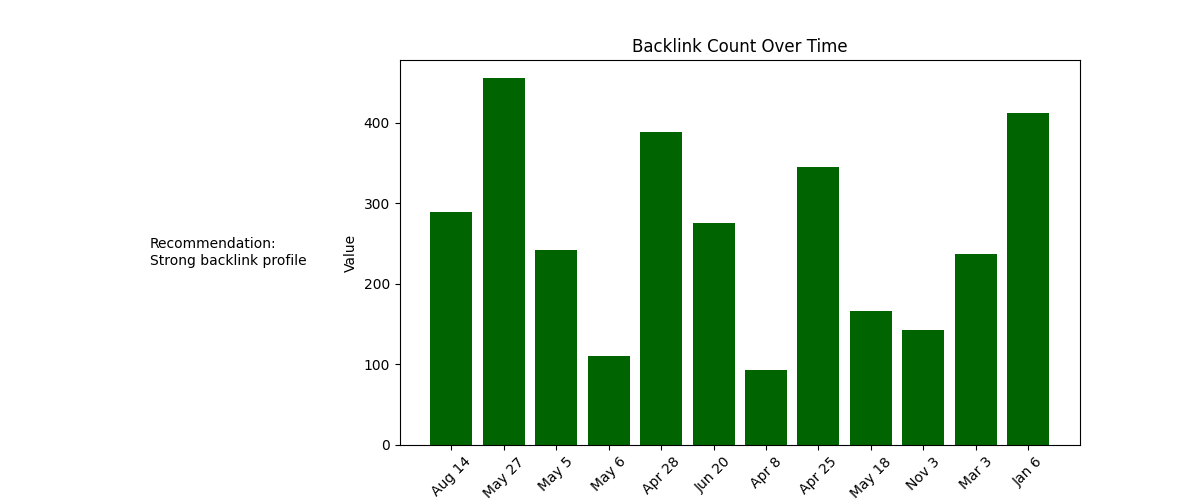 Backlink Count Over Time
Recommendation:
Strong backlink profile
Value
400
300
200
100
0
Aug 14
May 27
May 5
May 6
Apr 28
Jun 20
Apr 8
Apr 25
May 18
Nov 3
Mar 3
Jan 6